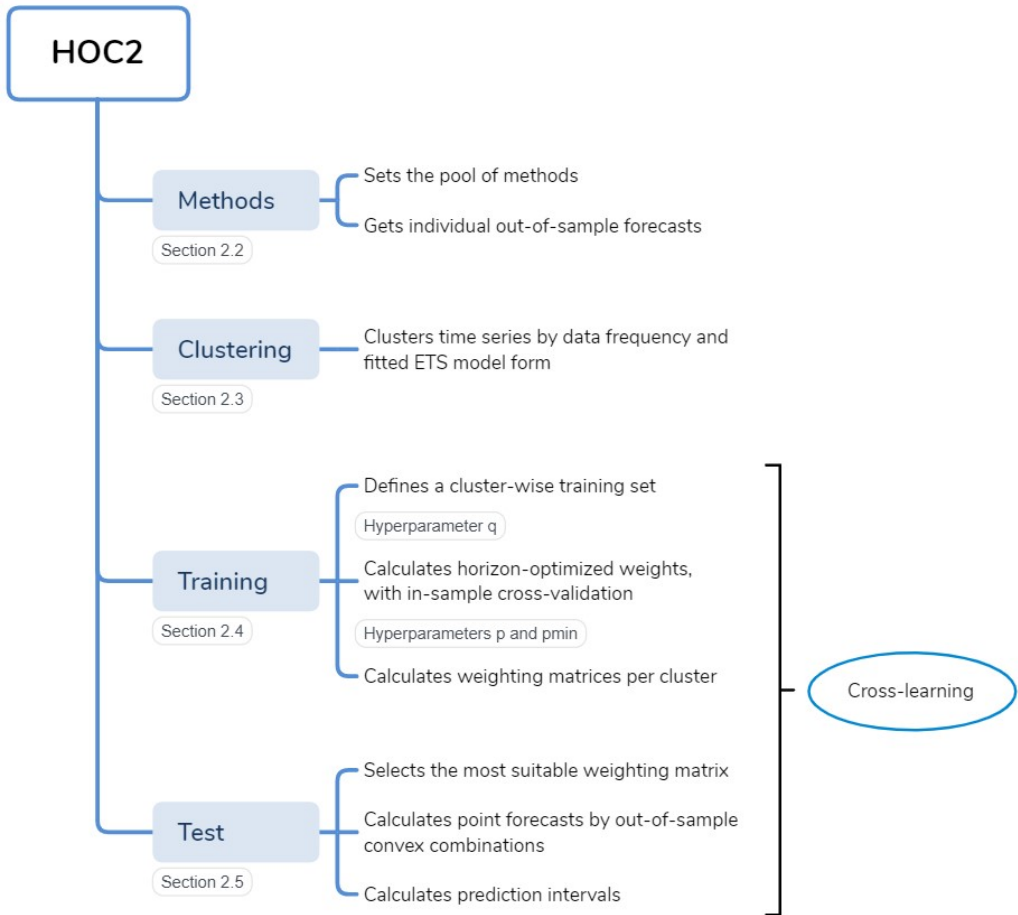 HOC2
Methods
Section 2.2
Sets the pool of methods
Gets individual out-of-sample forecasts
Clustering
Section 2.3
Clusters time series by data frequency and
fitted ETS model form
Training
Section 2.4
Defines a cluster-wise training set
Hyperparameter q
Calculates horizon-optimized weights,
with in-sample cross-validation
Hyperparameters p and pmin
Calculates weighting matrices per cluster
Test
Section 2.5
Selects the most suitable weighting matrix
Calculates point forecasts by out-of-sample
convex combinations
Calculates prediction intervals
Cross-learning